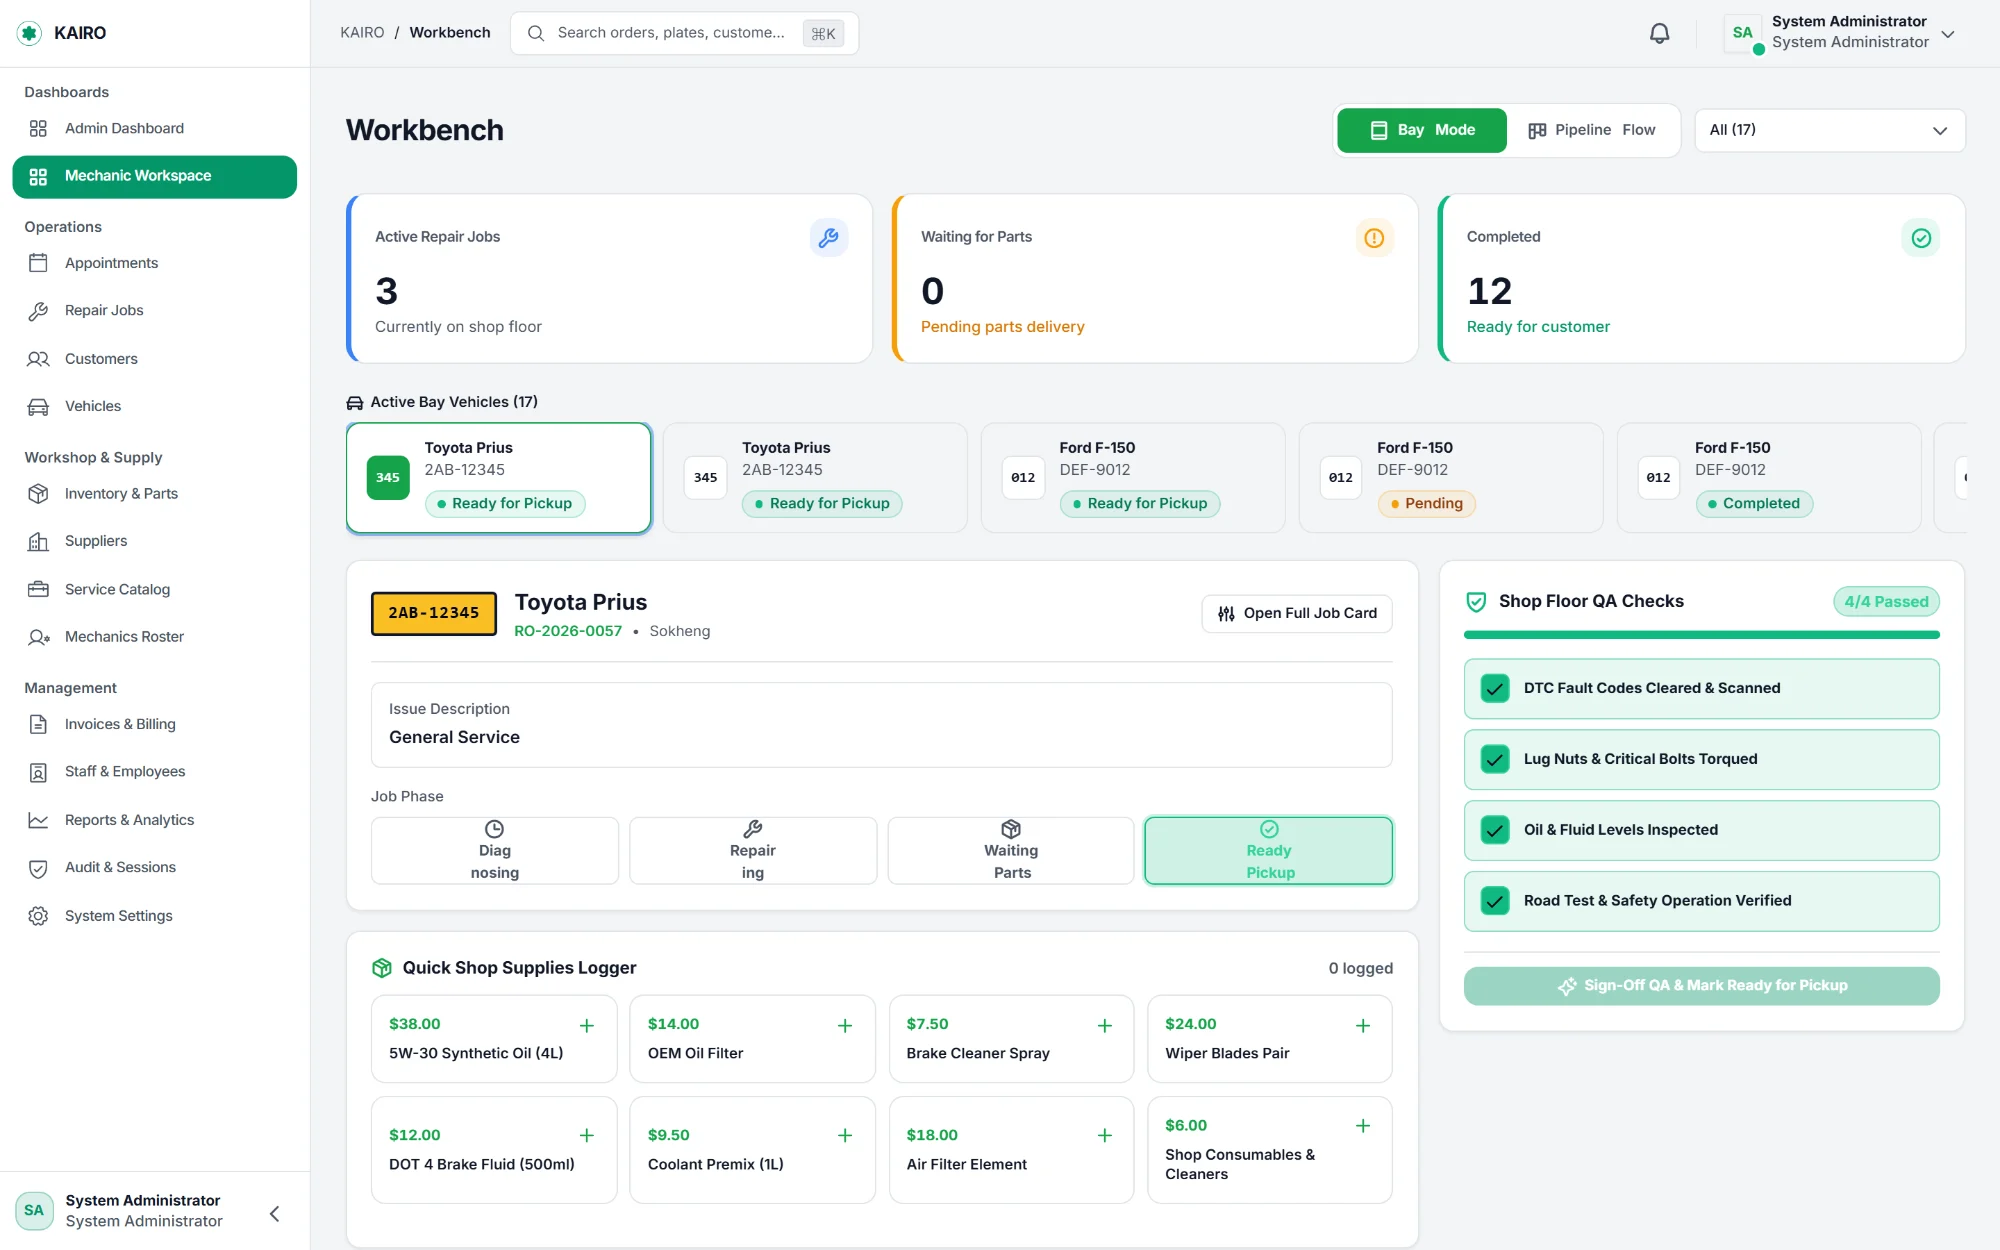 KAIRO
Dashboards
Admin Dashboard
Mechanic Workspace
Operations
Appointments
Repair Jobs
Customers
Vehicles
Workshop & Supply
Inventory & Parts
Suppliers
Service Catalog
Mechanics Roster
Management
Invoices & Billing
Staff & Employees
Reports & Analytics
Audit & Sessions
System Settings
SA
System Administrator
System Administrator
KAIRO / Workbench
Search orders, plates, custome...
⌘K
SA
System Administrator
System Administrator
Workbench
Bay Mode
Pipeline Flow
All (17)
Active Repair Jobs
3
Currently on shop floor
Waiting for Parts
0
Pending parts delivery
Completed
12
Ready for customer
Active Bay Vehicles (17)
345
Toyota Prius
2AB-12345
Ready for Pickup
345
Toyota Prius
2AB-12345
Ready for Pickup
012
Ford F-150
DEF-9012
Ready for Pickup
012
Ford F-150
DEF-9012
Pending
012
Ford F-150
DEF-9012
Completed
2AB-12345
Toyota Prius
RO-2026-0057 • Sokheng
Open Full Job Card
Issue Description
General Service
Job Phase
Diag
nosing
Repair
ing
Waiting
Parts
Ready
Pickup
Quick Shop Supplies Logger
0 logged
$38.00
5W-30 Synthetic Oil (4L)
$14.00
OEM Oil Filter
$7.50
Brake Cleaner Spray
$24.00
Wiper Blades Pair
$12.00
DOT 4 Brake Fluid (500ml)
$9.50
Coolant Premix (1L)
$18.00
Air Filter Element
$6.00
Shop Consumables &
Cleaners
Shop Floor QA Checks
4/4 Passed
DTC Fault Codes Cleared & Scanned
Lug Nuts & Critical Bolts Torqued
Oil & Fluid Levels Inspected
Road Test & Safety Operation Verified
Sign-Off QA & Mark Ready for Pickup